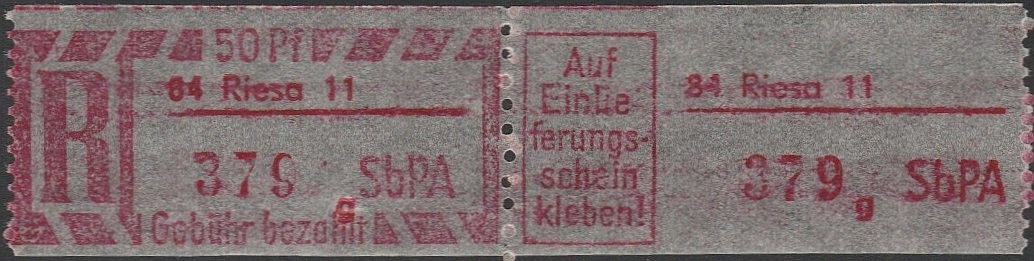 50 Pf
R
84 Riesa 11
379 SbPA
g
Gebühr bezahlt
Auf
Einlie
ferungs-
schein
kleben!
84 Riesa 11
379 g SbPA